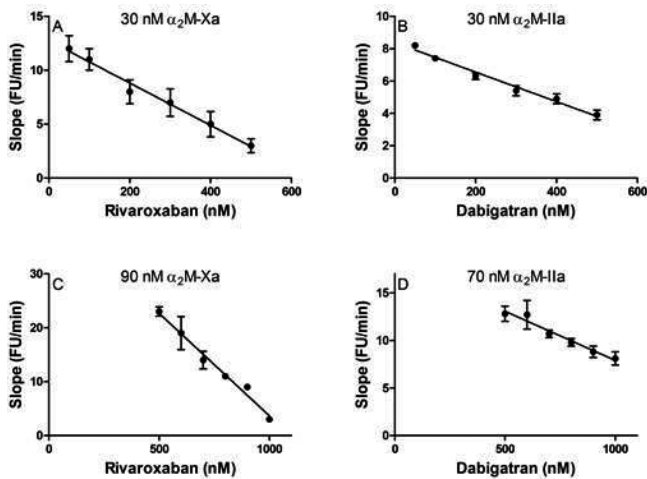 A 30 nM α₂M-Xa
Slope (FU/min)
15
10
5
0
0 200 400 600
Rivaroxaban (nM)
B 30 nM α₂M-IIa
Slope (FU/min)
10
8
6
4
2
0
0 200 400 600
Dabigatran (nM)
C 90 nM α₂M-Xa
Slope (FU/min)
30
20
10
0
500 1000
Rivaroxaban (nM)
D 70 nM α₂M-IIa
Slope (FU/min)
15
10
5
0
500 1000
Dabigatran (nM)